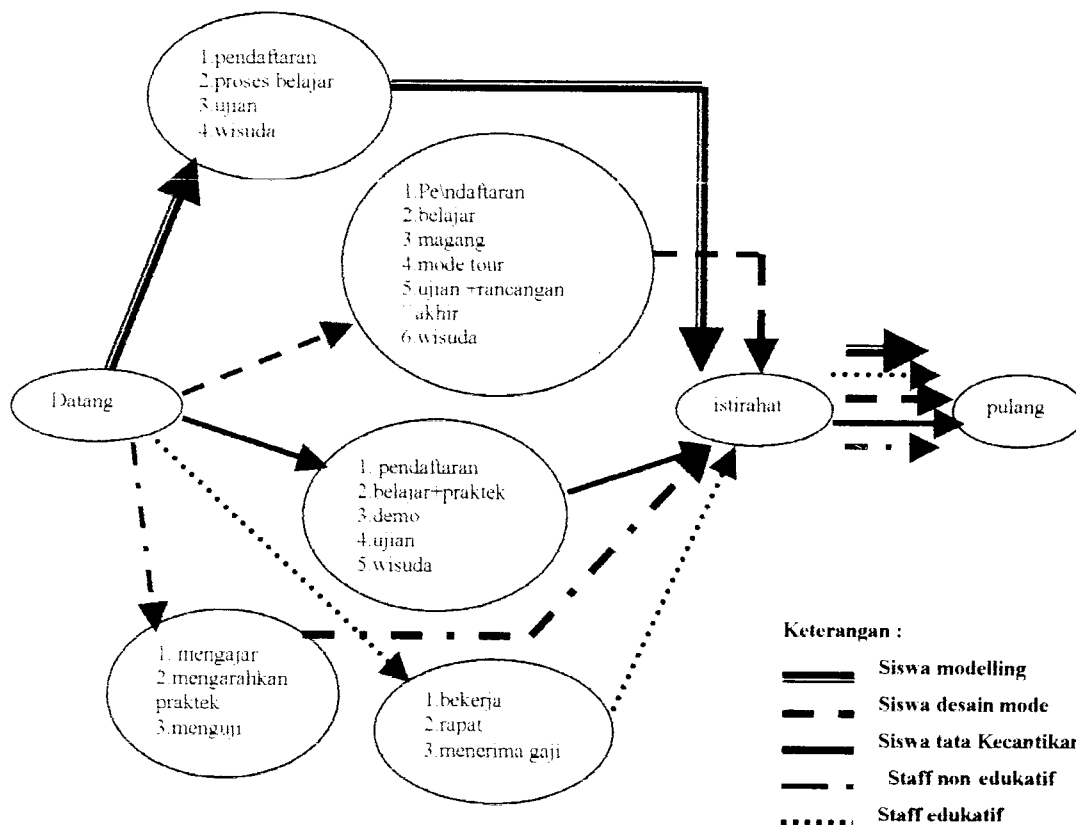 1.pendaftaran
2.proses belajar
3.ujian
4.wisuda
1.Pe\ndaftaran
2.belajar
3 magang
4. mode tour
5.ujian +rancangan
akhir
6.wisuda
Datang
istirahat
pulang
1. pendaftaran
2.belajar+praktek
3.demo
4.ujian
5.wisuda
1. mengajar
2.mengarahkan
praktek
3.menguji
1.bekerja
2.rapat
3.menerima gaji
Keterangan :
Siswa modelling
Siswa desain mode
Siswa tata Kecantikan
Staff non edukatif
Staff edukatif